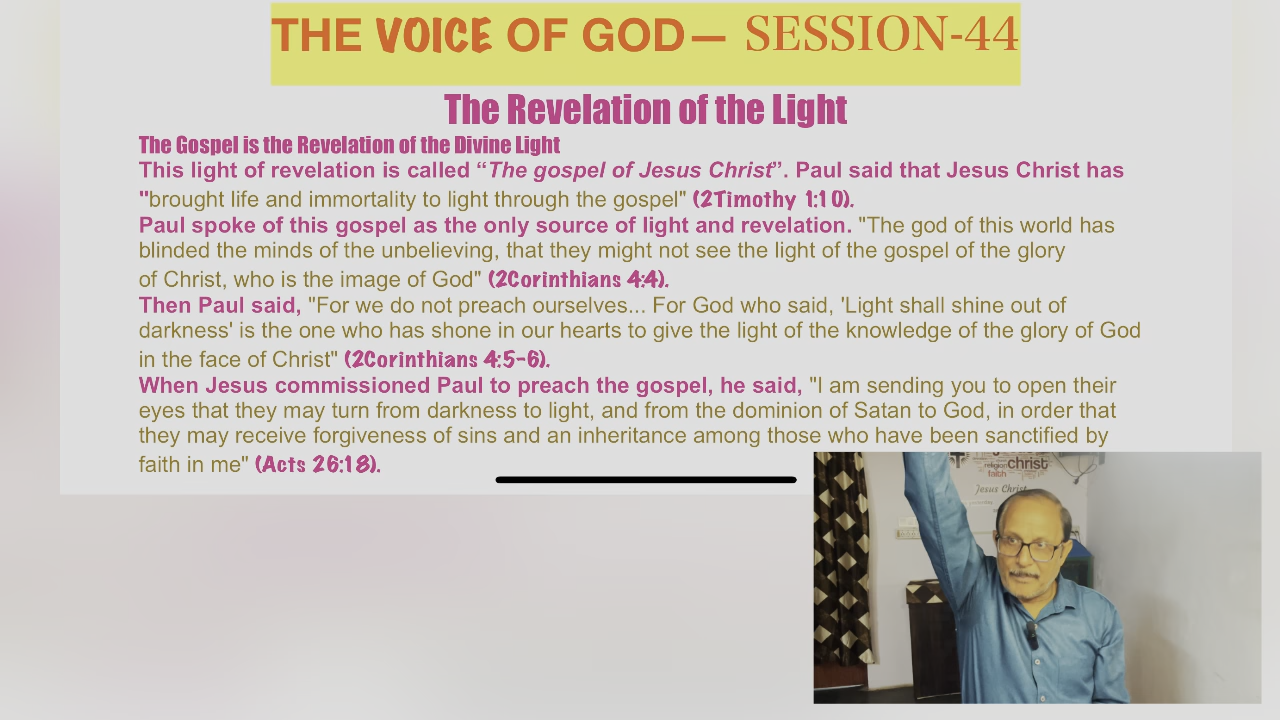 THE VOICE OF GOD— SESSION-44
The Revelation of the Light
The Gospel is the Revelation of the Divine Light
This light of revelation is called “The gospel of Jesus Christ”. Paul said that Jesus Christ has
"brought life and immortality to light through the gospel" (2Timothy 1:10).
Paul spoke of this gospel as the only source of light and revelation. "The god of this world has
blinded the minds of the unbelieving, that they might not see the light of the gospel of the glory
of Christ, who is the image of God" (2Corinthians 4:4).
Then Paul said, "For we do not preach ourselves... For God who said, 'Light shall shine out of
darkness' is the one who has shone in our hearts to give the light of the knowledge of the glory of God
in the face of Christ" (2Corinthians 4:5-6).
When Jesus commissioned Paul to preach the gospel, he said, "I am sending you to open their
eyes that they may turn from darkness to light, and from the dominion of Satan to God, in order that
they may receive forgiveness of sins and an inheritance among those who have been sanctified by
faith in me" (Acts 26:18).
religion christ
faith
Jesus Christ